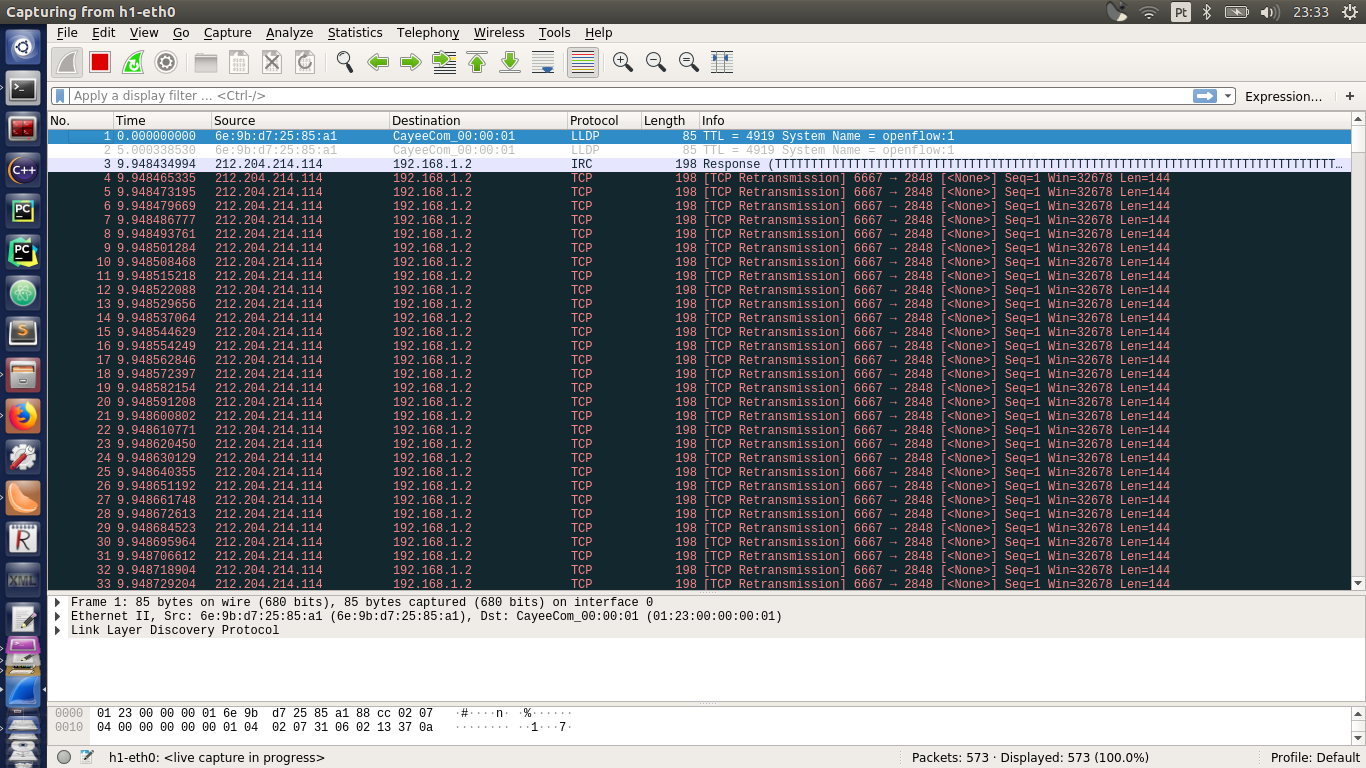 Capturing from h1-eth0
Pt
23:33
File Edit View Go Capture Analyze Statistics Telephony Wireless Tools Help
Apply a display filter ... <Ctrl-/>
Expression...
+
No. Time Source Destination Protocol Length Info
1 0.000000000 6e:9b:d7:25:85:a1 CayeeCom_00:00:01 LLDP 85 TTL = 4919 System Name = openflow:1
2 5.000338530 6e:9b:d7:25:85:a1 CayeeCom_00:00:01 LLDP 85 TTL = 4919 System Name = openflow:1
3 9.948434994 212.204.214.114 192.168.1.2 IRC 198 Response (TTTTTTTTTTTTTTTTTTTTTTTTTTTTTTTTTTTTTTTTTTTTTTTTTTTTTTTTTTTTTTTTTTTTTTTTTTTTTT…
4 9.948465335 212.204.214.114 192.168.1.2 TCP 198 [TCP Retransmission] 6667 → 2848 [<None>] Seq=1 Win=32678 Len=144
5 9.948473195 212.204.214.114 192.168.1.2 TCP 198 [TCP Retransmission] 6667 → 2848 [<None>] Seq=1 Win=32678 Len=144
6 9.948479669 212.204.214.114 192.168.1.2 TCP 198 [TCP Retransmission] 6667 → 2848 [<None>] Seq=1 Win=32678 Len=144
7 9.948486777 212.204.214.114 192.168.1.2 TCP 198 [TCP Retransmission] 6667 → 2848 [<None>] Seq=1 Win=32678 Len=144
8 9.948493761 212.204.214.114 192.168.1.2 TCP 198 [TCP Retransmission] 6667 → 2848 [<None>] Seq=1 Win=32678 Len=144
9 9.948501284 212.204.214.114 192.168.1.2 TCP 198 [TCP Retransmission] 6667 → 2848 [<None>] Seq=1 Win=32678 Len=144
10 9.948508468 212.204.214.114 192.168.1.2 TCP 198 [TCP Retransmission] 6667 → 2848 [<None>] Seq=1 Win=32678 Len=144
11 9.948515218 212.204.214.114 192.168.1.2 TCP 198 [TCP Retransmission] 6667 → 2848 [<None>] Seq=1 Win=32678 Len=144
12 9.948522088 212.204.214.114 192.168.1.2 TCP 198 [TCP Retransmission] 6667 → 2848 [<None>] Seq=1 Win=32678 Len=144
13 9.948529656 212.204.214.114 192.168.1.2 TCP 198 [TCP Retransmission] 6667 → 2848 [<None>] Seq=1 Win=32678 Len=144
14 9.948537064 212.204.214.114 192.168.1.2 TCP 198 [TCP Retransmission] 6667 → 2848 [<None>] Seq=1 Win=32678 Len=144
15 9.948544629 212.204.214.114 192.168.1.2 TCP 198 [TCP Retransmission] 6667 → 2848 [<None>] Seq=1 Win=32678 Len=144
16 9.948554249 212.204.214.114 192.168.1.2 TCP 198 [TCP Retransmission] 6667 → 2848 [<None>] Seq=1 Win=32678 Len=144
17 9.948562846 212.204.214.114 192.168.1.2 TCP 198 [TCP Retransmission] 6667 → 2848 [<None>] Seq=1 Win=32678 Len=144
18 9.948572397 212.204.214.114 192.168.1.2 TCP 198 [TCP Retransmission] 6667 → 2848 [<None>] Seq=1 Win=32678 Len=144
19 9.948582154 212.204.214.114 192.168.1.2 TCP 198 [TCP Retransmission] 6667 → 2848 [<None>] Seq=1 Win=32678 Len=144
20 9.948591208 212.204.214.114 192.168.1.2 TCP 198 [TCP Retransmission] 6667 → 2848 [<None>] Seq=1 Win=32678 Len=144
21 9.948600802 212.204.214.114 192.168.1.2 TCP 198 [TCP Retransmission] 6667 → 2848 [<None>] Seq=1 Win=32678 Len=144
22 9.948610771 212.204.214.114 192.168.1.2 TCP 198 [TCP Retransmission] 6667 → 2848 [<None>] Seq=1 Win=32678 Len=144
23 9.948620450 212.204.214.114 192.168.1.2 TCP 198 [TCP Retransmission] 6667 → 2848 [<None>] Seq=1 Win=32678 Len=144
24 9.948630129 212.204.214.114 192.168.1.2 TCP 198 [TCP Retransmission] 6667 → 2848 [<None>] Seq=1 Win=32678 Len=144
25 9.948640355 212.204.214.114 192.168.1.2 TCP 198 [TCP Retransmission] 6667 → 2848 [<None>] Seq=1 Win=32678 Len=144
26 9.948651192 212.204.214.114 192.168.1.2 TCP 198 [TCP Retransmission] 6667 → 2848 [<None>] Seq=1 Win=32678 Len=144
27 9.948661748 212.204.214.114 192.168.1.2 TCP 198 [TCP Retransmission] 6667 → 2848 [<None>] Seq=1 Win=32678 Len=144
28 9.948672613 212.204.214.114 192.168.1.2 TCP 198 [TCP Retransmission] 6667 → 2848 [<None>] Seq=1 Win=32678 Len=144
29 9.948684523 212.204.214.114 192.168.1.2 TCP 198 [TCP Retransmission] 6667 → 2848 [<None>] Seq=1 Win=32678 Len=144
30 9.948695964 212.204.214.114 192.168.1.2 TCP 198 [TCP Retransmission] 6667 → 2848 [<None>] Seq=1 Win=32678 Len=144
31 9.948706612 212.204.214.114 192.168.1.2 TCP 198 [TCP Retransmission] 6667 → 2848 [<None>] Seq=1 Win=32678 Len=144
32 9.948718904 212.204.214.114 192.168.1.2 TCP 198 [TCP Retransmission] 6667 → 2848 [<None>] Seq=1 Win=32678 Len=144
33 9.948729204 212.204.214.114 192.168.1.2 TCP 198 [TCP Retransmission] 6667 → 2848 [<None>] Seq=1 Win=32678 Len=144
Frame 1: 85 bytes on wire (680 bits), 85 bytes captured (680 bits) on interface 0
Ethernet II, Src: 6e:9b:d7:25:85:a1 (6e:9b:d7:25:85:a1), Dst: CayeeCom_00:00:01 (01:23:00:00:00:01)
Link Layer Discovery Protocol
0000 01 23 00 00 00 01 6e 9b d7 25 85 a1 88 cc 02 07 ·#····n· ·%······
0010 04 00 00 00 00 00 01 04 02 07 31 06 02 13 37 0a ········ ··1···7·
h1-eth0: <live capture in progress>
Packets: 573 · Displayed: 573 (100.0%)
Profile: Default
C++
PC
PC
S
R
XML